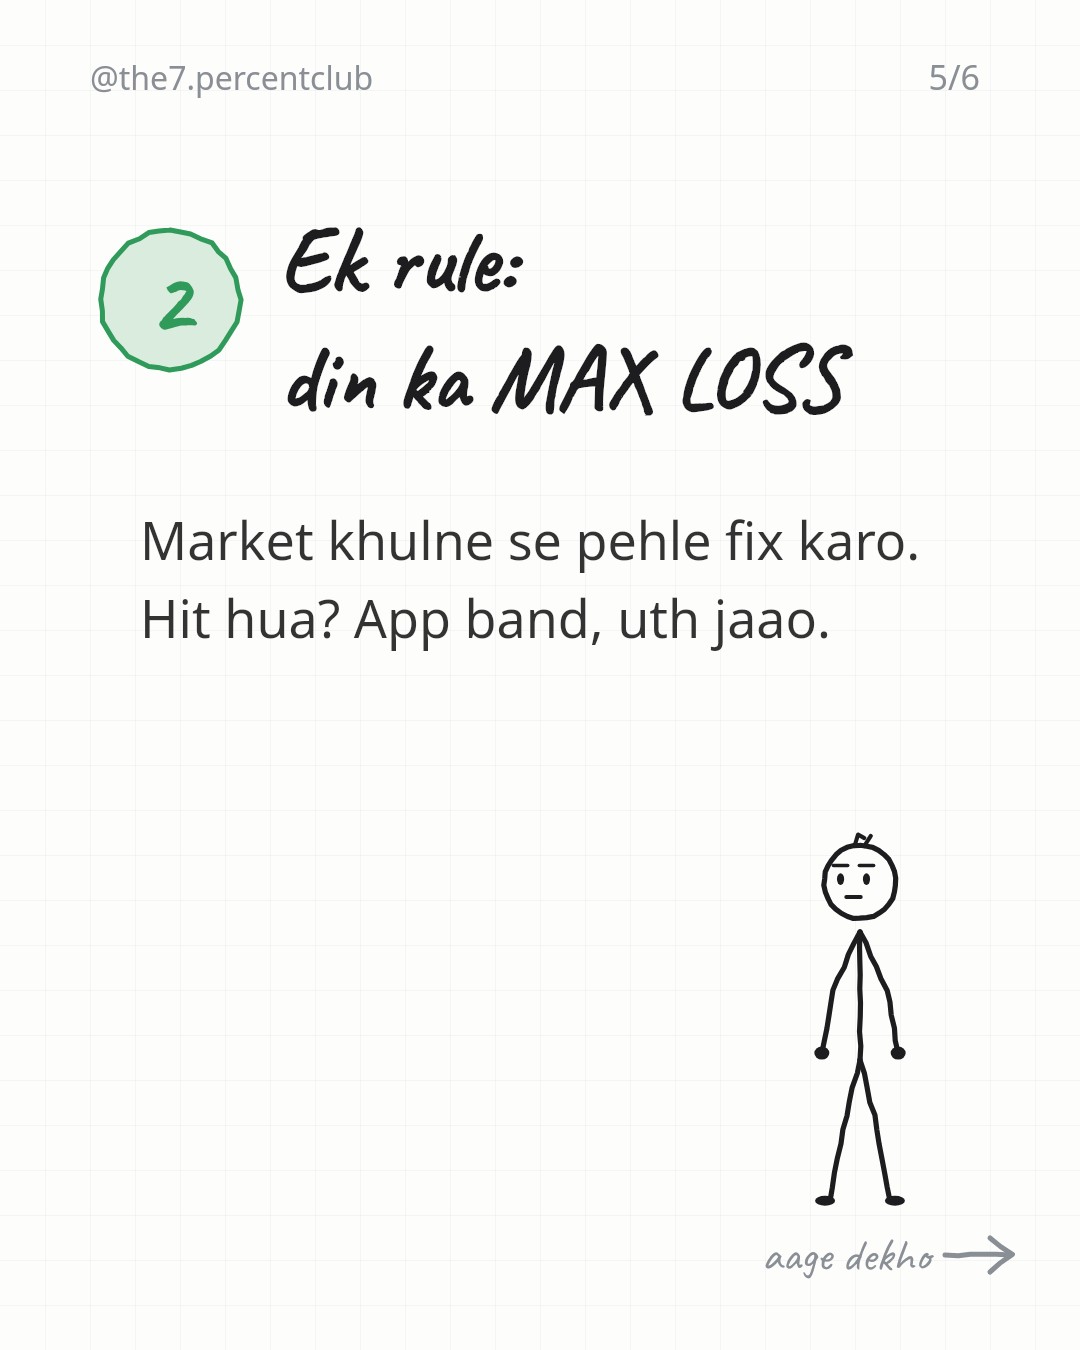 @the7.percentclub
5/6
2
Ek rule:
din ka MAX LOSS
Market khulne se pehle fix karo.
Hit hua? App band, uth jaao.
aage dekho